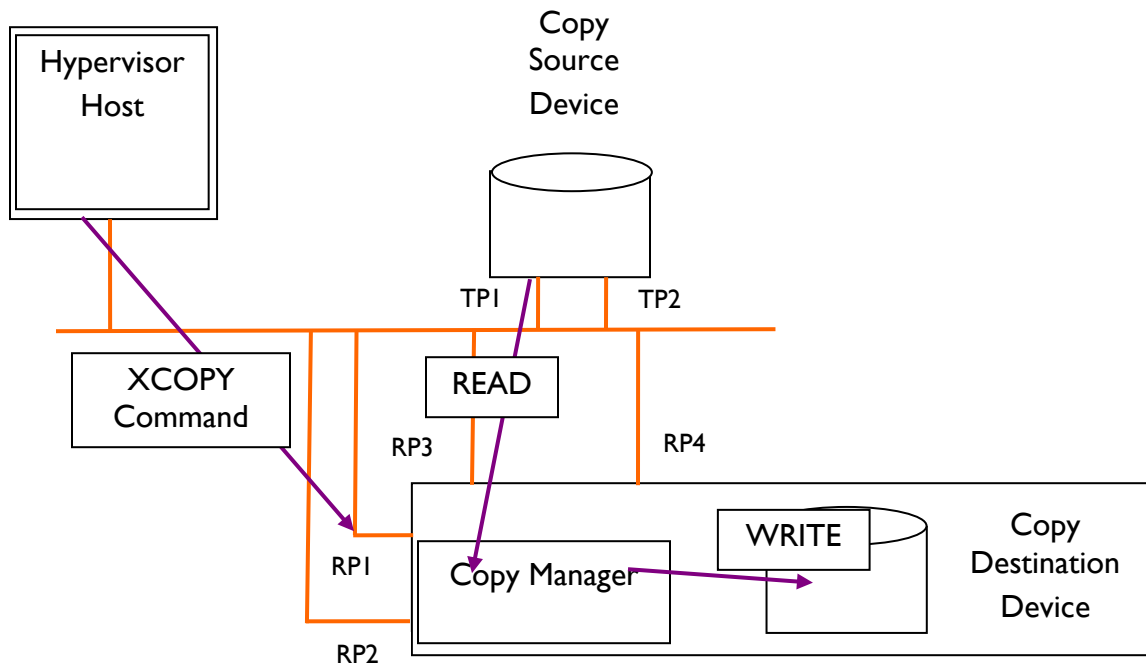 Hypervisor
Host
Copy
Source
Device
TP1
TP2
XCOPY
Command
READ
RP3
RP4
RP1
RP2
Copy Manager
WRITE
Copy
Destination
Device